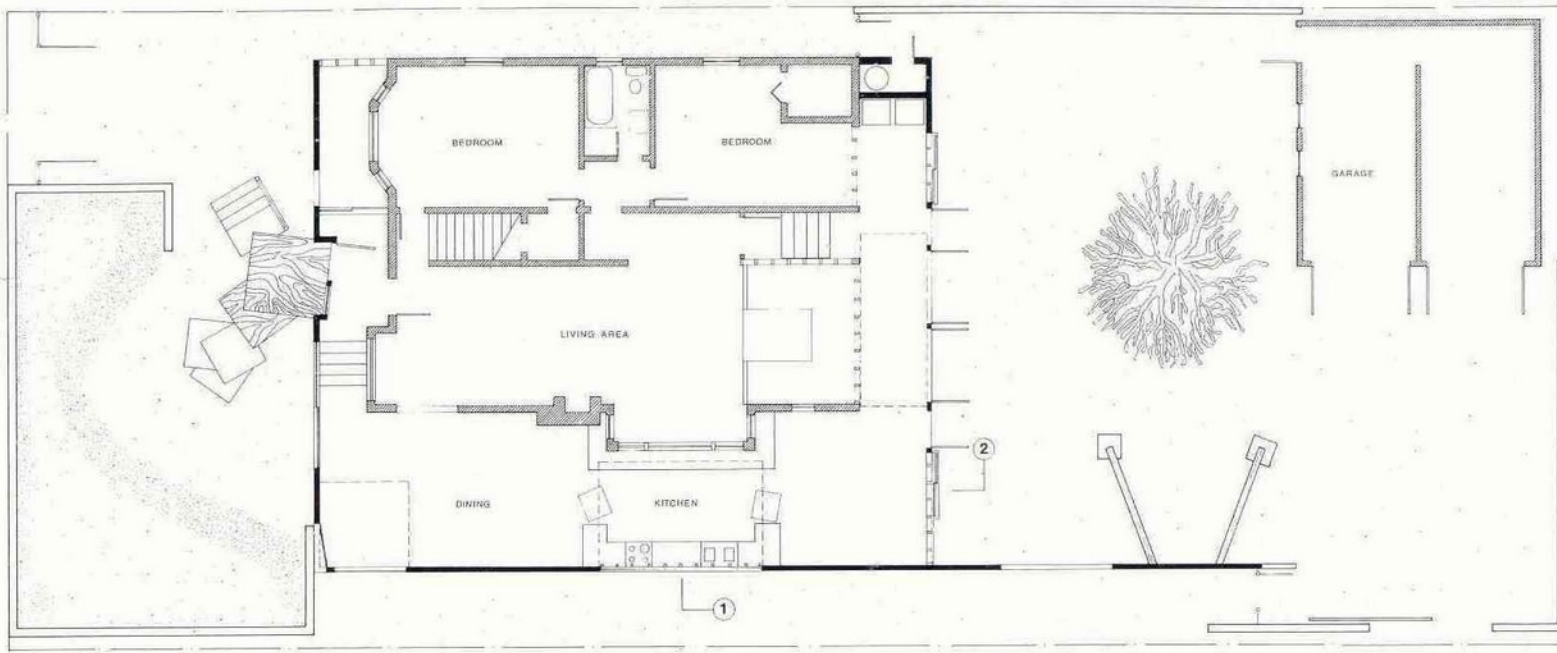 BEDROOM
BEDROOM
GARAGE
LIVING AREA
2
DINING
KITCHEN
1